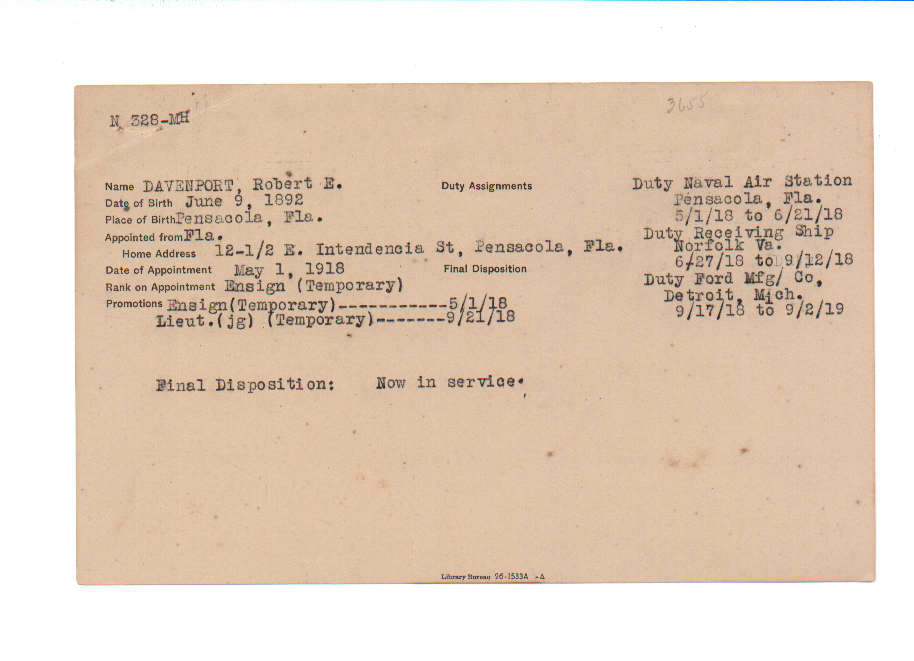 3655
N 328-MH
Name DAVENPORT, Robert E.
Date of Birth June 9, 1892
Place of Birth Pensacola, Fla.
Appointed from Fla.
Home Address 12-1/2 E. Intendencia St, Pensacola, Fla.
Date of Appointment May 1, 1918
Rank on Appointment Ensign (Temporary)
Promotions Ensign(Temporary)-----------5/1/18
Lieut.(jg) (Temporary)-------9/21/18
Duty Assignments
Duty Naval Air Station
Pensacola, Fla.
5/1/18 to 6/21/18
Duty Receiving Ship
Norfolk Va.
6/27/18 to 9/12/18
Duty Ford Mfg/ Co,
Detroit, Mich.
9/17/18 to 9/2/19
Final Disposition
Final Disposition: Now in service.
Library Bureau 26-1533A -A